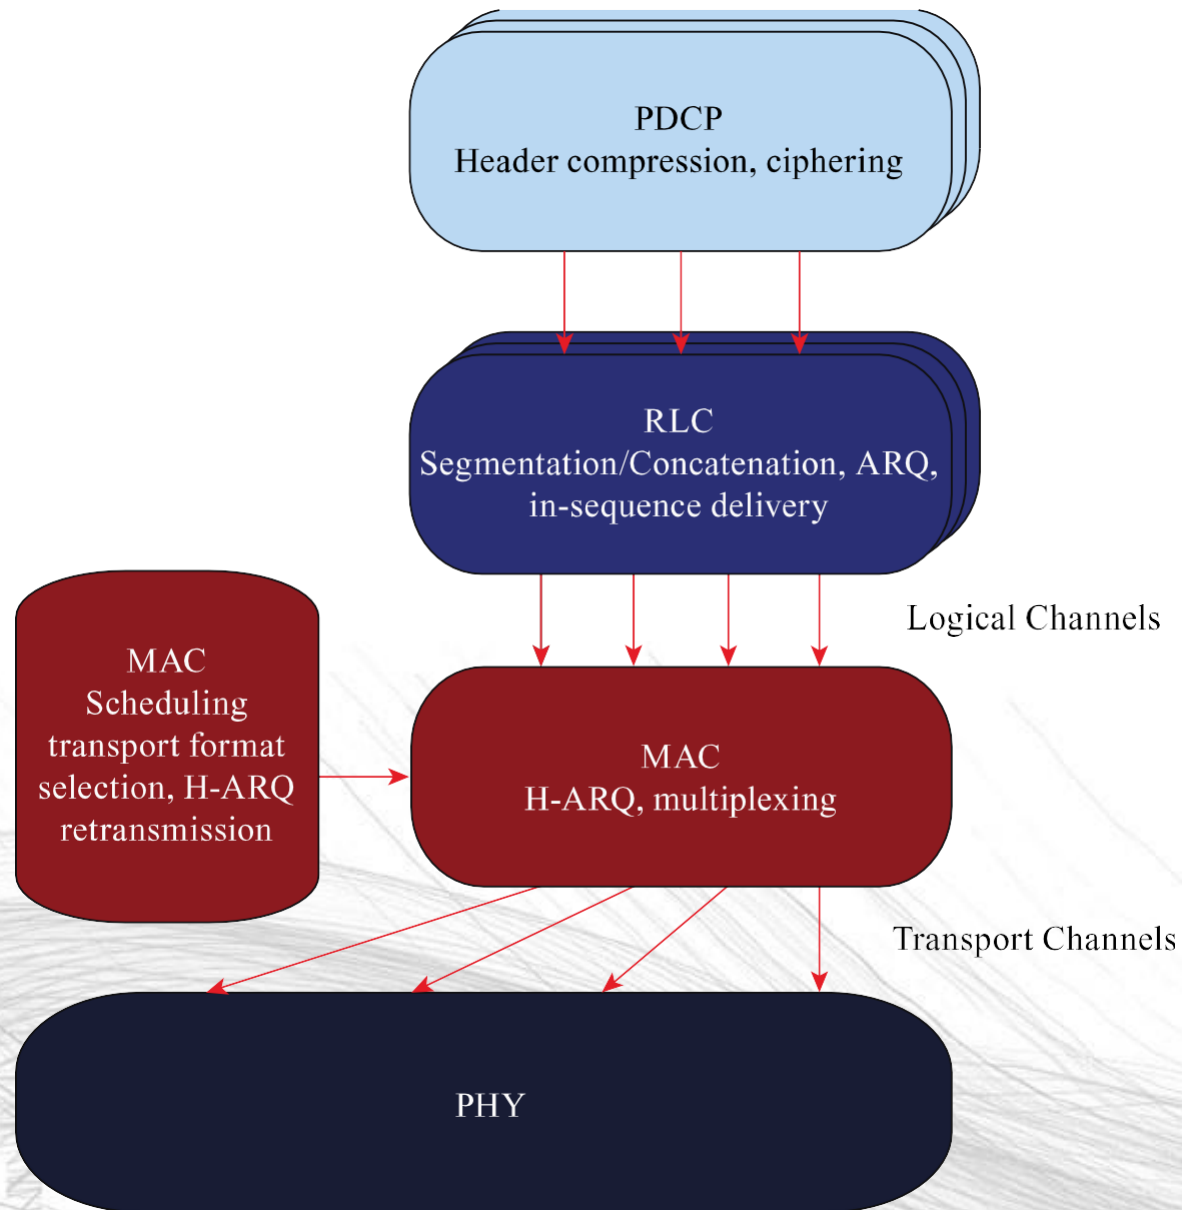 PDCP
Header compression, ciphering
RLC
Segmentation/Concatenation, ARQ,
in-sequence delivery
Logical Channels
MAC
Scheduling
transport format
selection, H-ARQ
retransmission
MAC
H-ARQ, multiplexing
Transport Channels
PHY